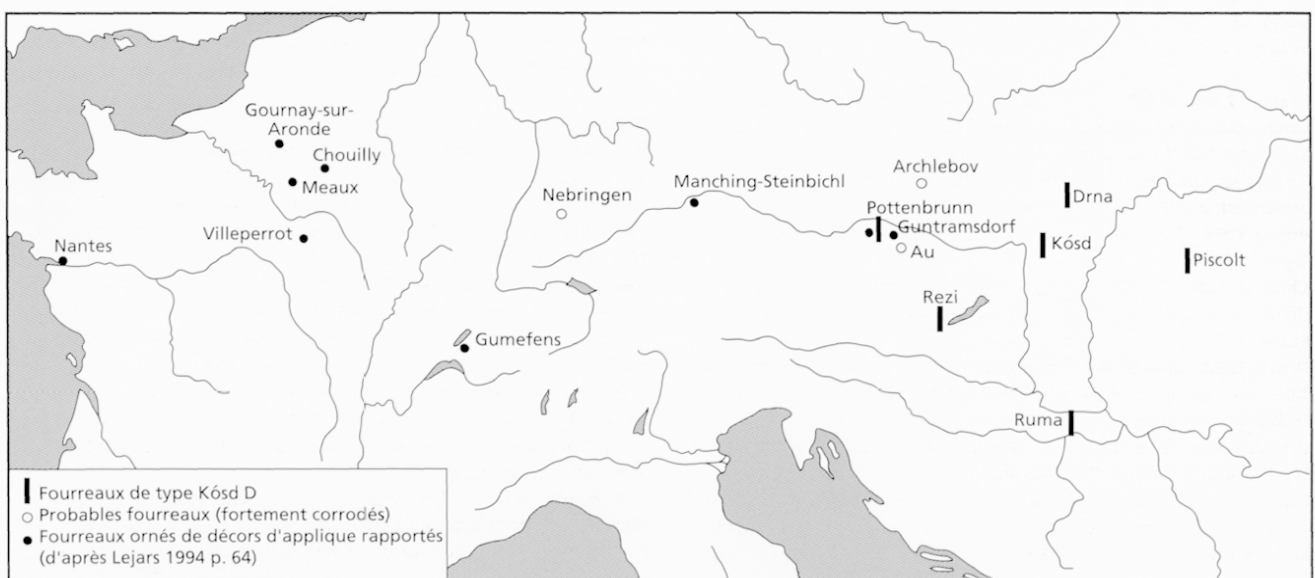 Gournay-sur-
Aronde
Chouilly
Meaux
Villeperrot
Nantes
Gumefens
Nebringen
Manching-Steinbichl
Archlebov
Pottenbrunn
Guntramsdorf
Au
Drna
Kósd
Piscolt
Rezi
Ruma
Fourreaux de type Kósd D
Probables fourreaux (fortement corrodés)
Fourreaux ornés de décors d'applique rapportés
(d'après Lejars 1994 p. 64)